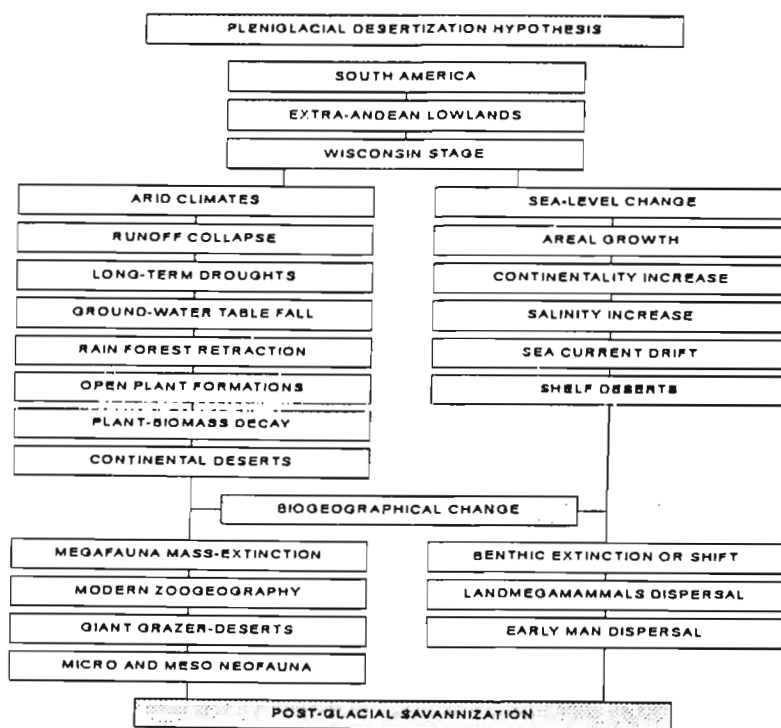 PLENIGLACIAL DESERTIZATION HYPOTHESIS
SOUTH AMERICA
EXTRA-ANDEAN LOWLANDS
WISCONSIN STAGE
ARID CLIMATES
RUNOFF COLLAPSE
LONG-TERM DROUGHTS
GROUND-WATER TABLE FALL
RAIN FOREST RETRACTION
OPEN PLANT FORMATIONS
PLANT-BIOMASS DECAY
CONTINENTAL DESERTS
SEA-LEVEL CHANGE
AREAL GROWTH
CONTINENTALITY INCREASE
SALINITY INCREASE
SEA CURRENT DRIFT
SHELF DESERTS
BIOGEOGRAPHICAL CHANGE
MEGAFAUNA MASS-EXTINCTION
MODERN ZOOGEOGRAPHY
GIANT GRAZER-DESERTS
MICRO AND MESO NEOFAUNA
BENTHIC EXTINCTION OR SHIFT
LANDMEGAMAMMALS DISPERSAL
EARLY MAN DISPERSAL
POST-GLACIAL SAVANNIZATION